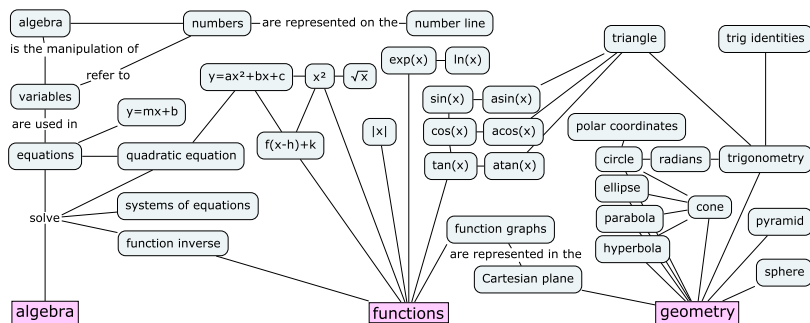 algebra
numbers
are represented on the
number line
is the manipulation of
refer to
variables
are used in
y=mx+b
equations
quadratic equation
solve
systems of equations
function inverse
algebra
y=ax²+bx+c
x²
√x
exp(x)
ln(x)
f(x-h)+k
|x|
sin(x)
asin(x)
cos(x)
acos(x)
tan(x)
atan(x)
function graphs
are represented in the
Cartesian plane
functions
triangle
trig identities
polar coordinates
circle
radians
trigonometry
ellipse
parabola
hyperbola
cone
pyramid
sphere
geometry